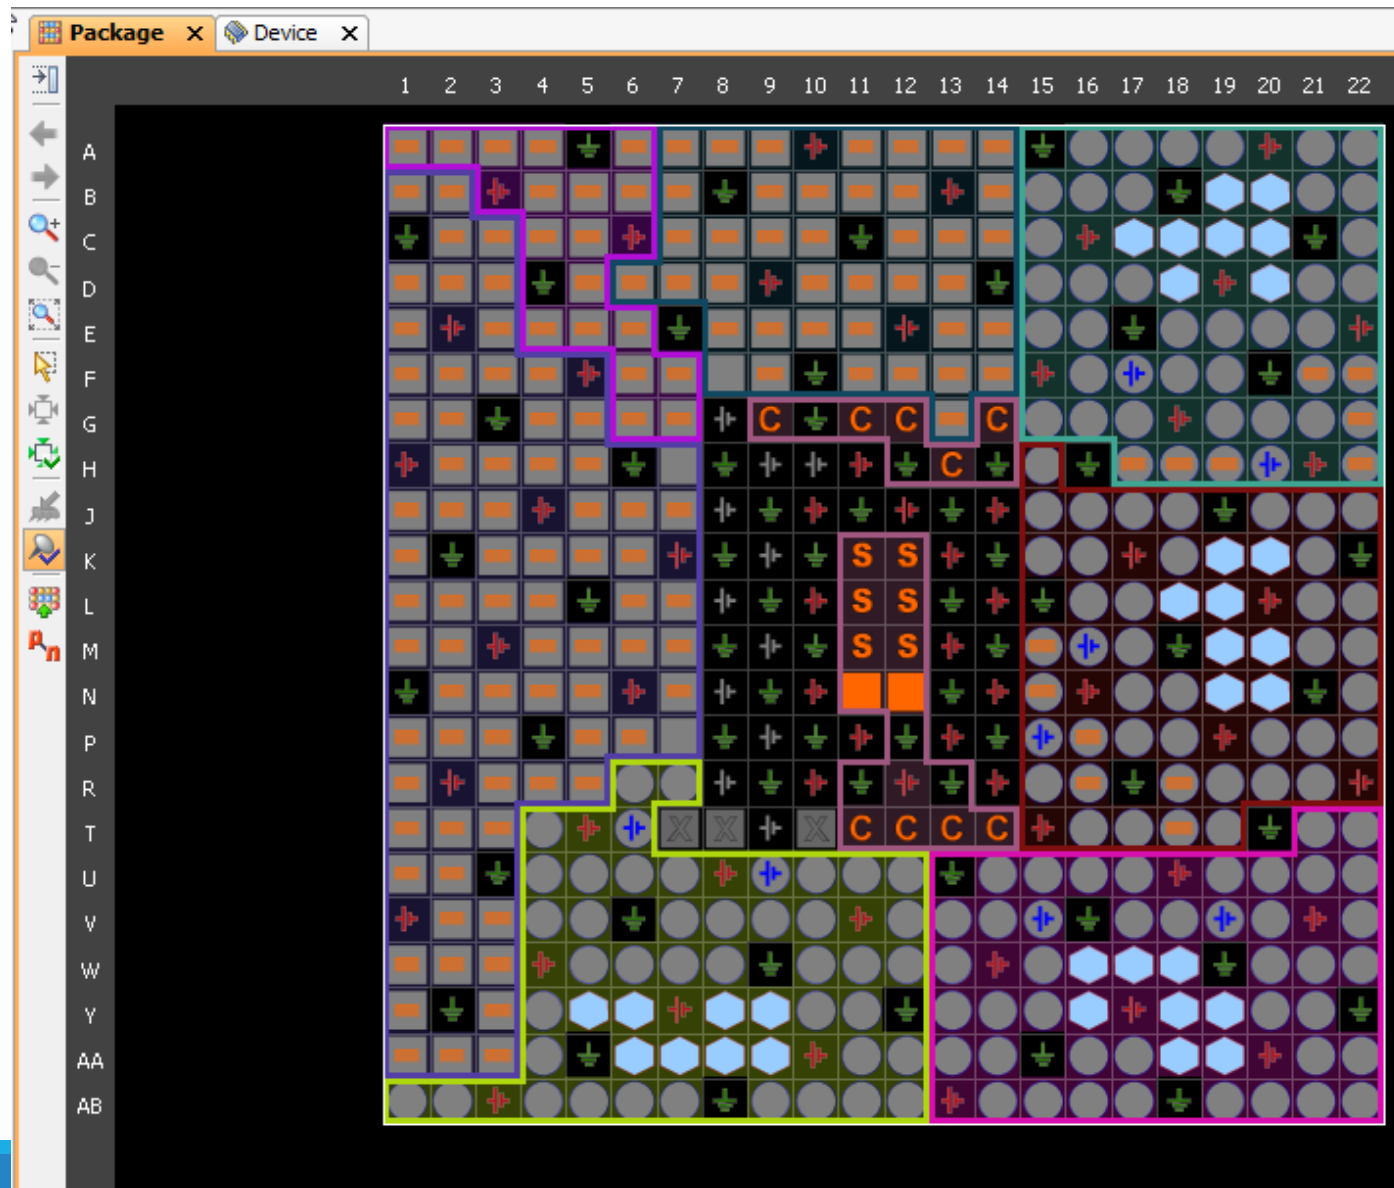 Package X Device X
1 2 3 4 5 6 7 8 9 10 11 12 13 14 15 16 17 18 19 20 21 22
A
B
C
D
E
F
G C C C C
H C
J
K S S
L S S
M S S
N
P
R
T X X X C C C C
U
V
W
Y
AA
AB